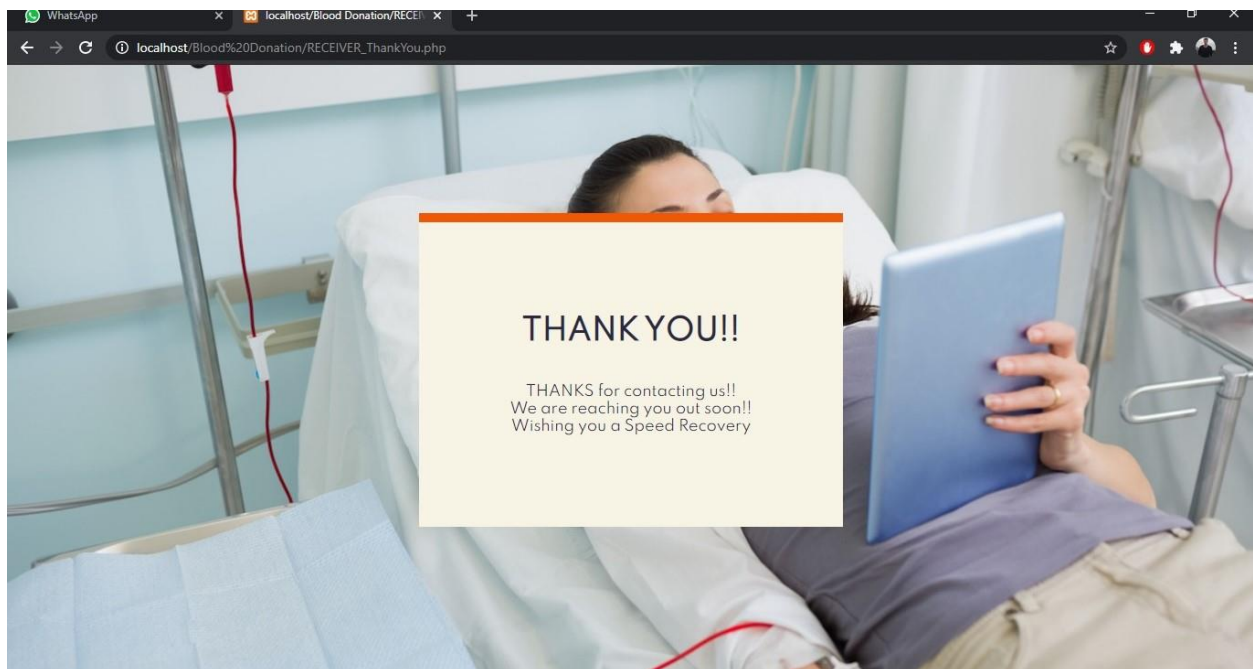 WhatsApp
localhost/Blood Donation/RECEI
localhost/Blood%20Donation/RECEIVER_ThankYou.php
THANK YOU!!
THANKS for contacting us!!
We are reaching you out soon!!
Wishing you a Speed Recovery